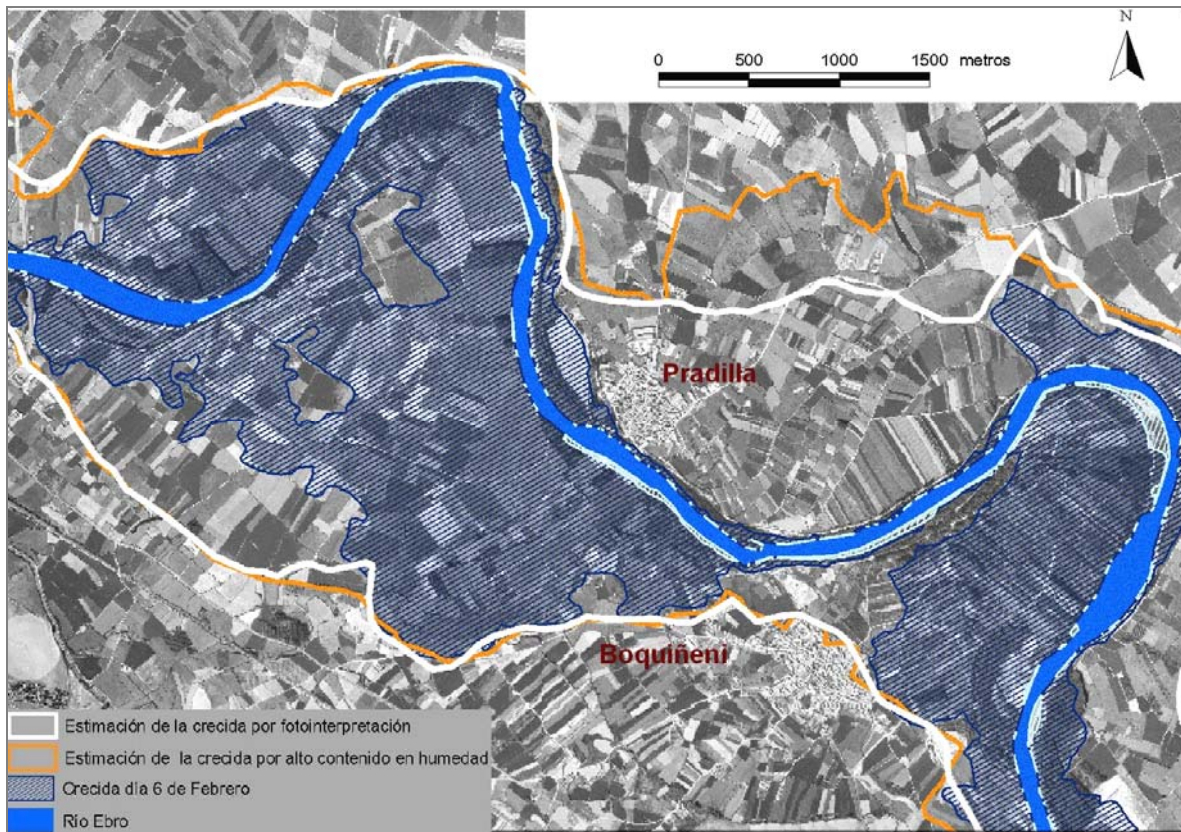 N
0 500 1000 1500 metros
Pradilla
Boquiñeni
Estimación de la crecida por fotointerpretación
Estimación de la crecida por alto contenido en humedad
Crecida día 6 de Febrero
Río Ebro